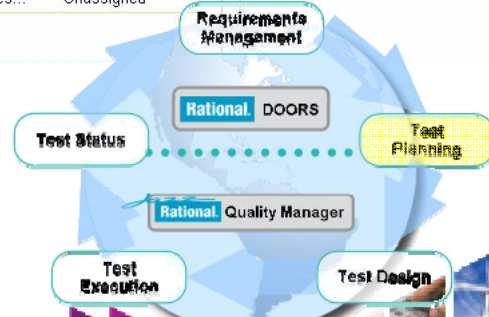 Unassigned
Requirements
Management
Rational. DOORS
Test Status
Test
Planning
Rational. Quality Manager
Test
Execution
Test Design